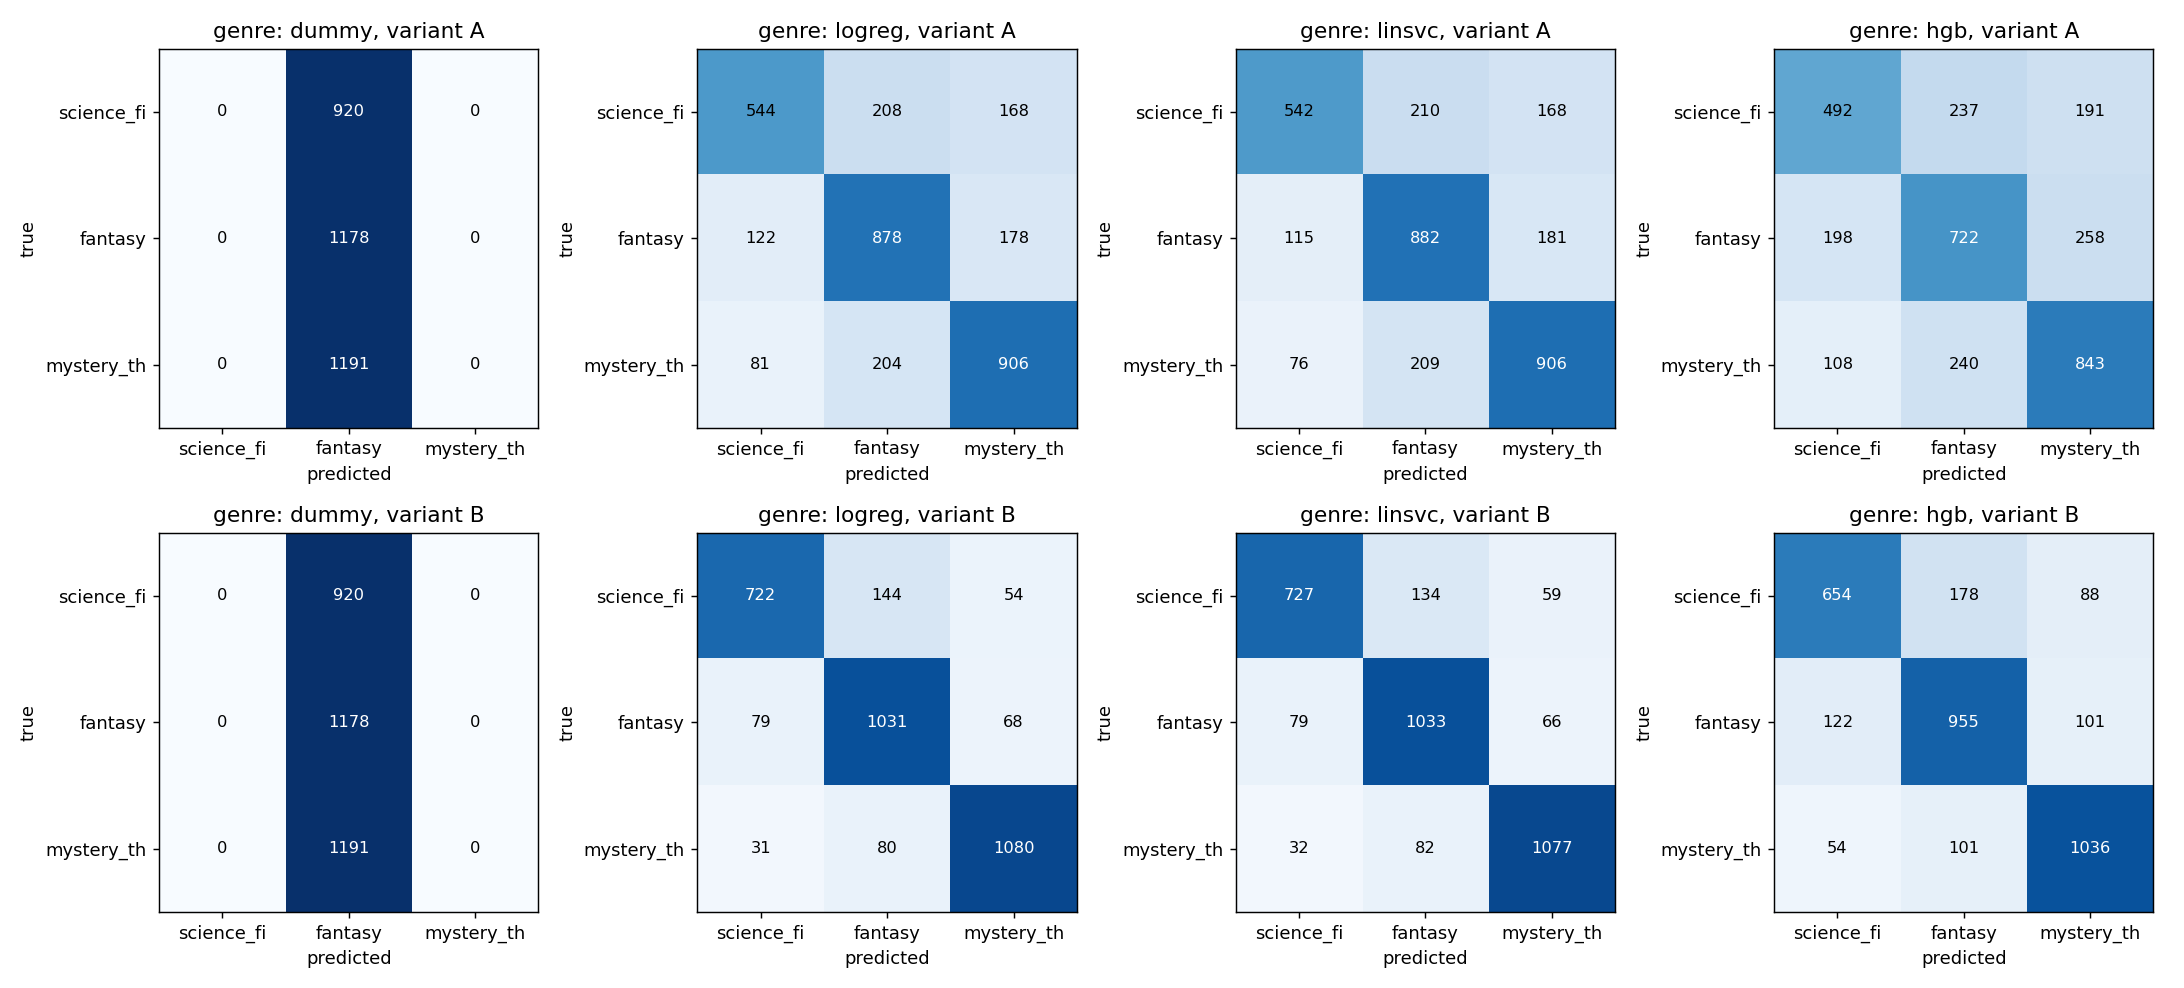 genre: dummy, variant A
science_fi 0 920 0
fantasy 0 1178 0
mystery_th 0 1191 0
true
science_fi fantasy mystery_th
predicted
genre: logreg, variant A
science_fi 544 208 168
fantasy 122 878 178
mystery_th 81 204 906
true
science_fi fantasy mystery_th
predicted
genre: linsvc, variant A
science_fi 542 210 168
fantasy 115 882 181
mystery_th 76 209 906
true
science_fi fantasy mystery_th
predicted
genre: hgb, variant A
science_fi 492 237 191
fantasy 198 722 258
mystery_th 108 240 843
true
science_fi fantasy mystery_th
predicted
genre: dummy, variant B
science_fi 0 920 0
fantasy 0 1178 0
mystery_th 0 1191 0
true
science_fi fantasy mystery_th
predicted
genre: logreg, variant B
science_fi 722 144 54
fantasy 79 1031 68
mystery_th 31 80 1080
true
science_fi fantasy mystery_th
predicted
genre: linsvc, variant B
science_fi 727 134 59
fantasy 79 1033 66
mystery_th 32 82 1077
true
science_fi fantasy mystery_th
predicted
genre: hgb, variant B
science_fi 654 178 88
fantasy 122 955 101
mystery_th 54 101 1036
true
science_fi fantasy mystery_th
predicted